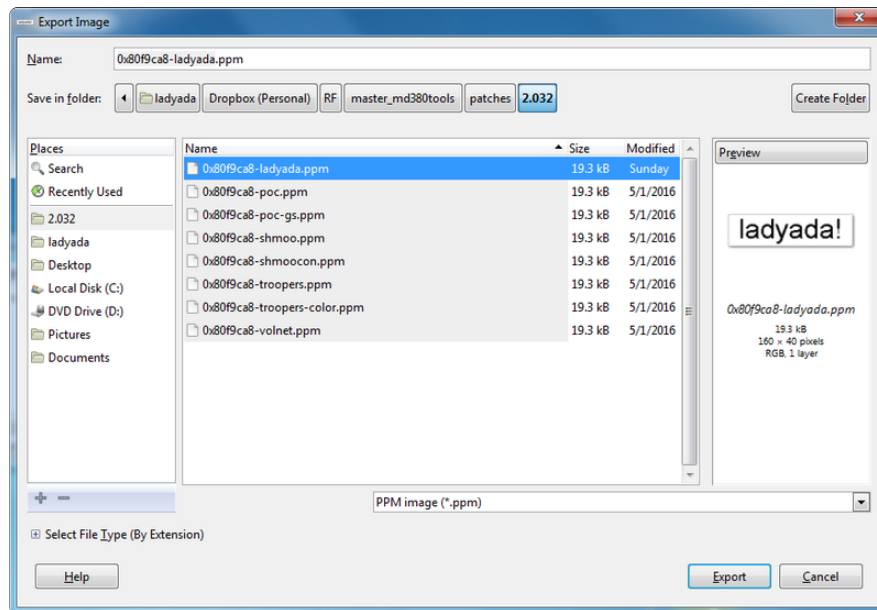 Export Image
Name: 0x80f9ca8-ladyada.ppm
Save in folder: ladyada Dropbox (Personal) RF master_md380tools patches 2.032 Create Folder
Places Name Size Modified Preview
Search 0x80f9ca8-ladyada.ppm 19.3 kB Sunday
Recently Used 0x80f9ca8-poc.ppm 19.3 kB 5/1/2016
2.032 0x80f9ca8-poc-gs.ppm 19.3 kB 5/1/2016
ladyada 0x80f9ca8-shmoo.ppm 19.3 kB 5/1/2016 ladyada!
Desktop 0x80f9ca8-shmoocon.ppm 19.3 kB 5/1/2016
Local Disk (C:) 0x80f9ca8-troopers.ppm 19.3 kB 5/1/2016
DVD Drive (D:) 0x80f9ca8-troopers-color.ppm 19.3 kB 5/1/2016 0x80f9ca8-ladyada.ppm
Pictures 0x80f9ca8-volnet.ppm 19.3 kB 5/1/2016 19.3 kB
160 × 40 pixels
RGB, 1 layer
Documents
PPM image (*.ppm)
Select File Type (By Extension)
Help Export Cancel